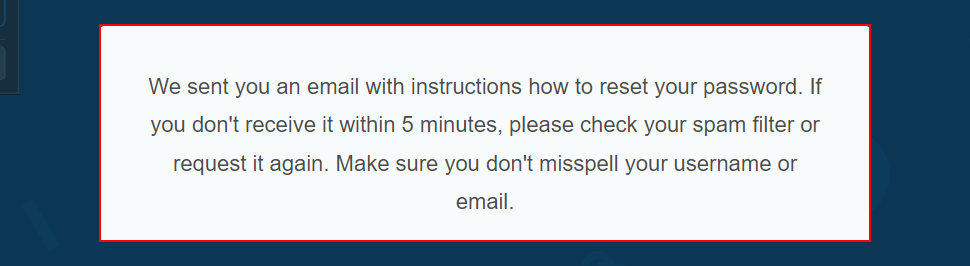 We sent you an email with instructions how to reset your password. If
you don't receive it within 5 minutes, please check your spam filter or
request it again. Make sure you don't misspell your username or
email.